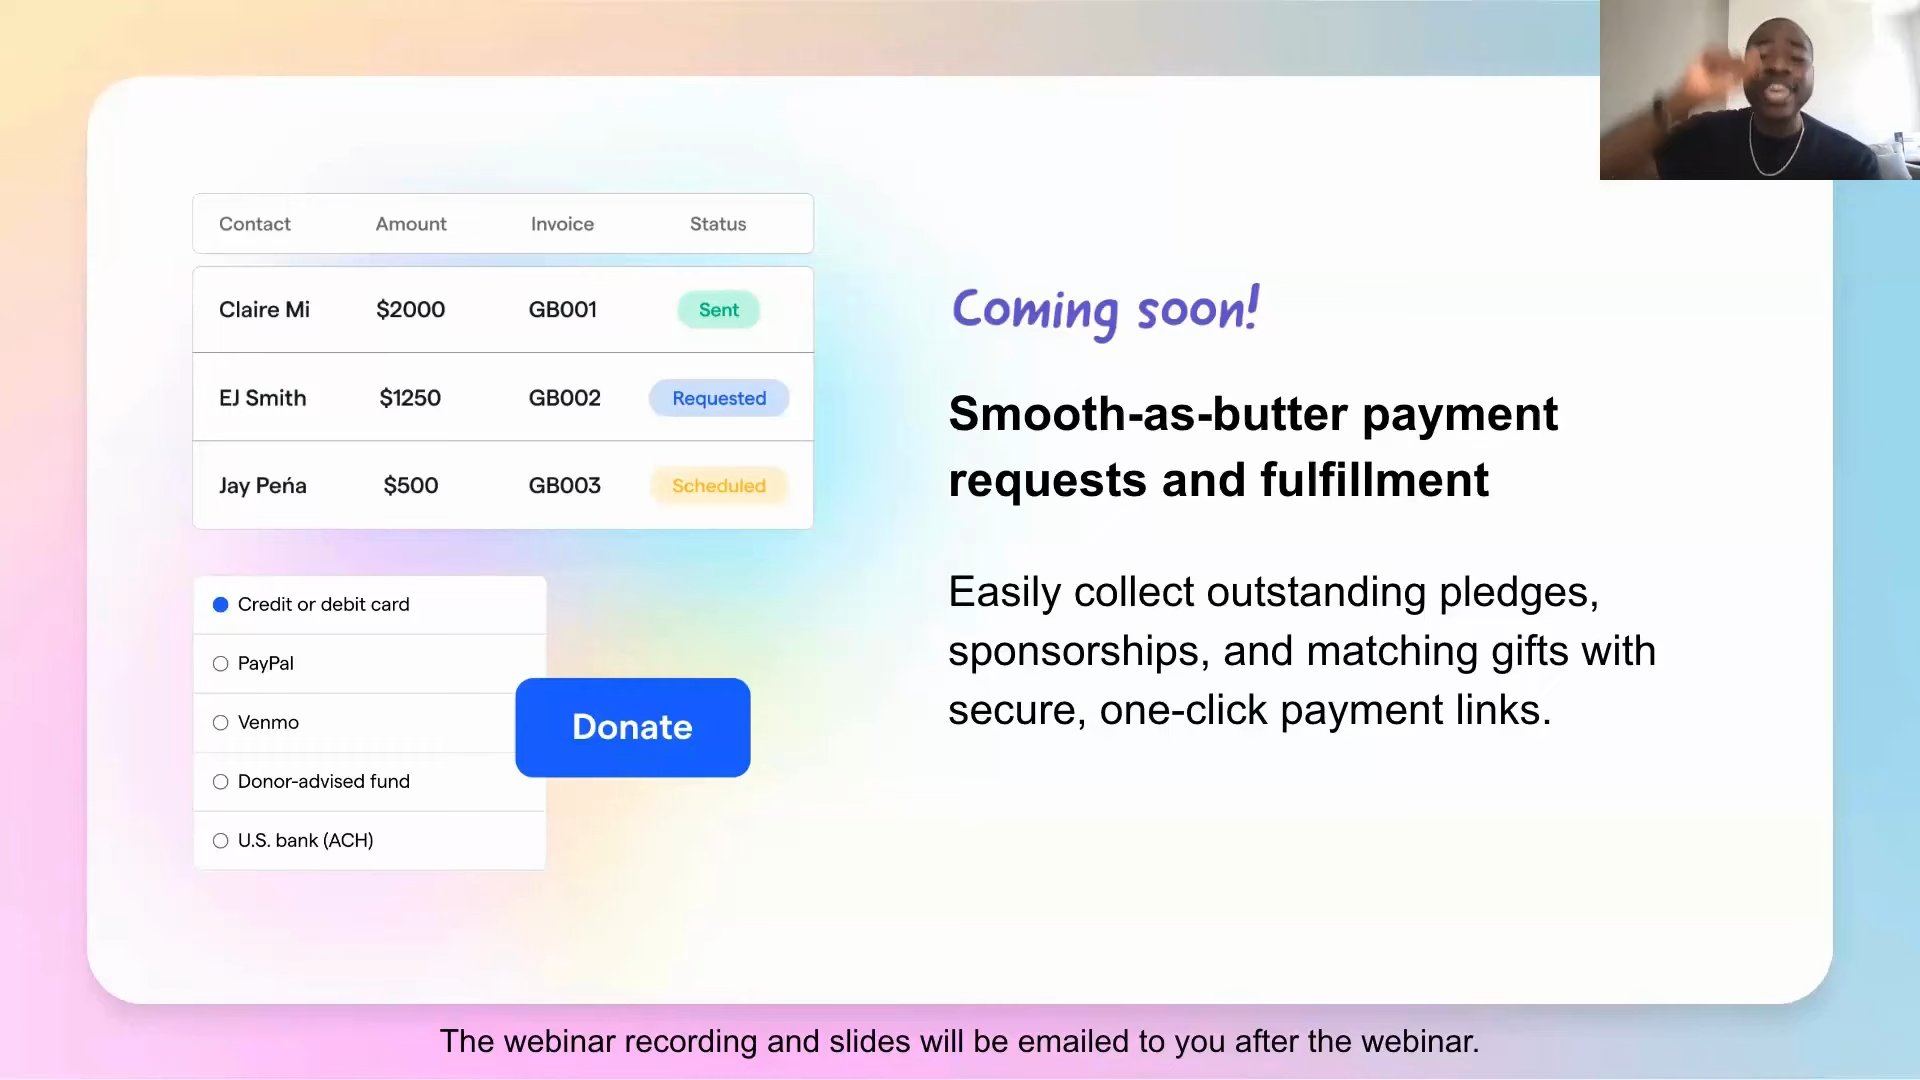 Contact Amount Invoice Status
Claire Mi $2000 GB001 Sent
EJ Smith $1250 GB002 Requested
Jay Peńa $500 GB003 Scheduled
Credit or debit card
PayPal
Venmo
Donor-advised fund
U.S. bank (ACH)
Donate
Coming soon!
Smooth-as-butter payment
requests and fulfillment
Easily collect outstanding pledges,
sponsorships, and matching gifts with
secure, one-click payment links.
The webinar recording and slides will be emailed to you after the webinar.